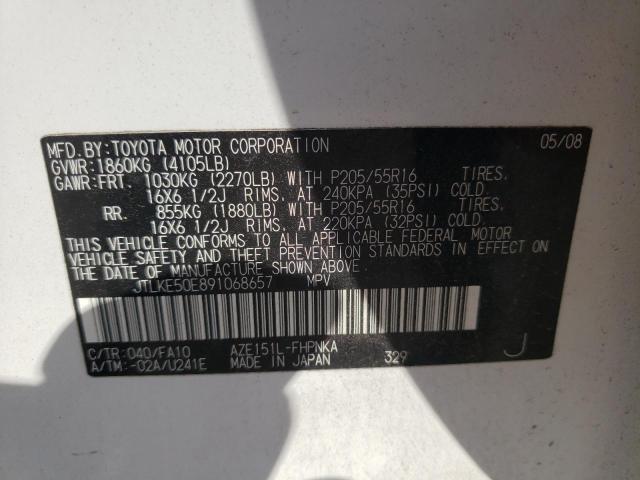 MFD. BY: TOYOTA MOTOR CORPORATION 05/08
GVWR: 1860KG (4105LB)
GAWR: FRT. 1030KG (2270LB) WITH P205/55R16 TIRES.
16X6 1/2J RIMS. AT 240KPA (35PSI) COLD.
RR. 855KG (1880LB) WITH P205/55R16 TIRES.
16X6 1/2J RIMS. AT 220KPA (32PSI) COLD.
THIS VEHICLE CONFORMS TO ALL APPLICABLE FEDERAL MOTOR
VEHICLE SAFETY AND THEFT PREVENTION STANDARDS IN EFFECT ON
THE DATE OF MANUFACTURE SHOWN ABOVE.
JTLKE50E891068657 MPV
C/TR: 040/FA10 AZE151L-FHPNKA J
A/TM: -02A/U241E MADE IN JAPAN 329